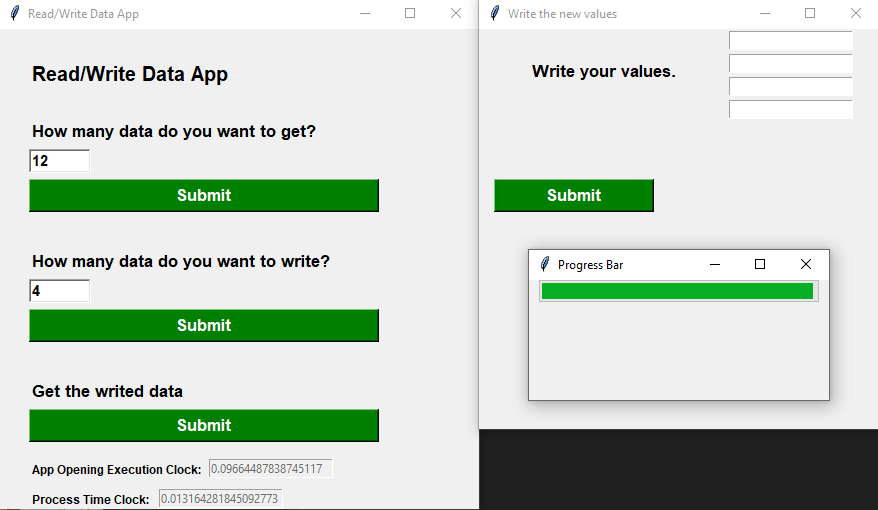 Read/Write Data App
Read/Write Data App
How many data do you want to get?
12
Submit
How many data do you want to write?
4
Submit
Get the writed data
Submit
App Opening Execution Clock: 0.09664487838745117
Process Time Clock: 0.013164281845092773
Write the new values
Write your values.
Submit
Progress Bar